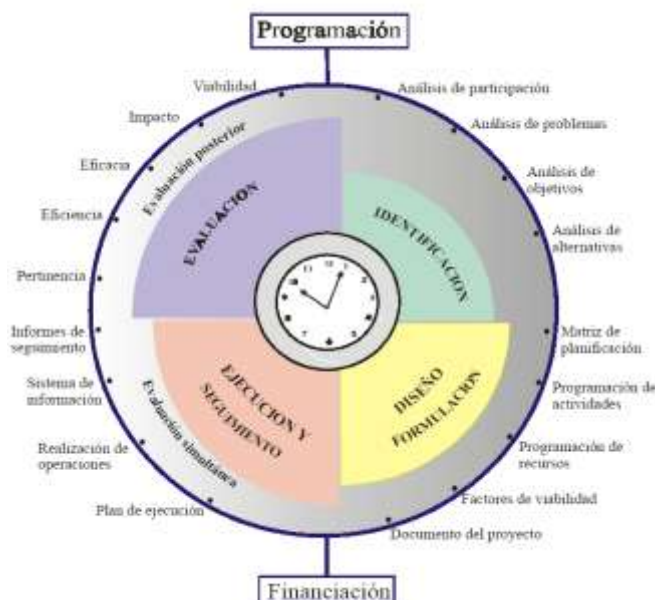 Programación
Viabilidad
Análisis de participación
Impacto
Análisis de problemas
Eficacia
Evaluación posterior
EVALUACION
IDENTIFICACION
Análisis de
objetivos
Eficiencia
Análisis de
alternativas
Pertinencia
Informes de
seguimiento
Matriz de
planificación
Sistema de
información
Evaluación simultánea
EJECUCION Y
SEGUIMIENTO
DISEÑO
FORMULACION
Programación de
actividades
Realización de
operaciones
Programación de
recursos
Plan de ejecución
Factores de viabilidad
Documento del proyecto
Financiación